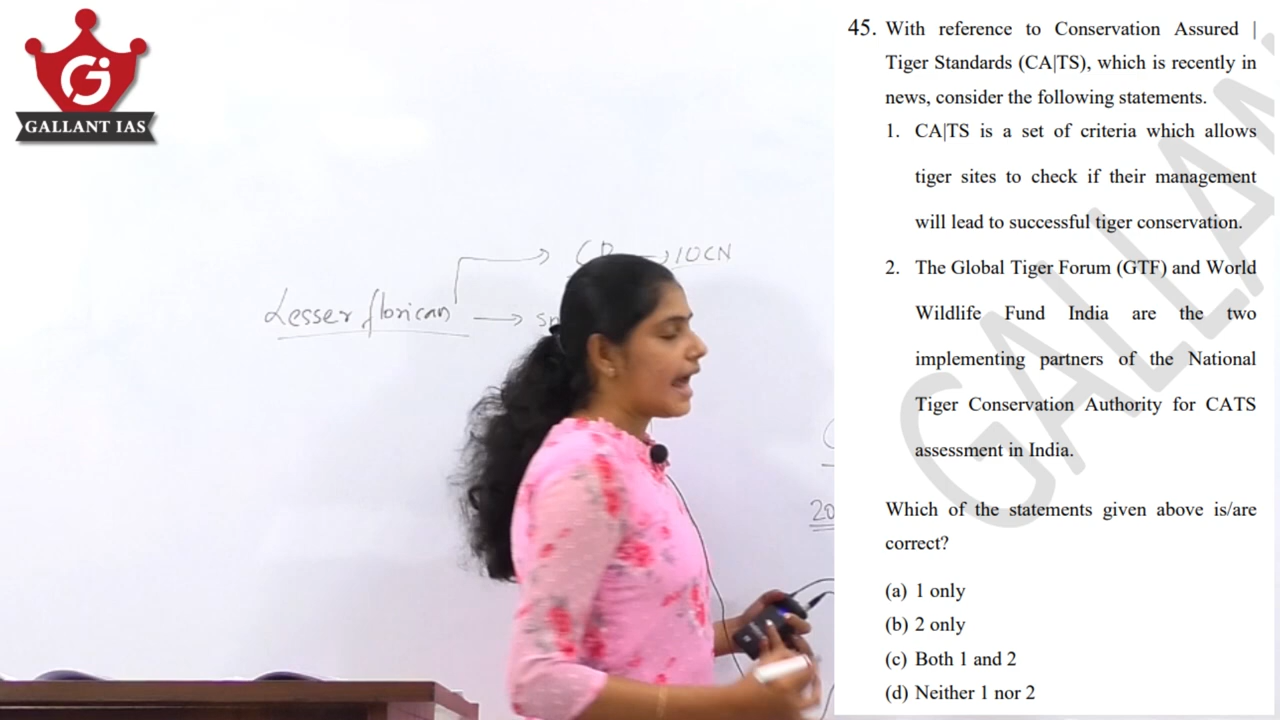 GALLANT IAS
Lesser florican
IOCN
45. With reference to Conservation Assured |
Tiger Standards (CA|TS), which is recently in
news, consider the following statements.
1. CA|TS is a set of criteria which allows
tiger sites to check if their management
will lead to successful tiger conservation.
2. The Global Tiger Forum (GTF) and World
Wildlife Fund India are the two
implementing partners of the National
Tiger Conservation Authority for CATS
assessment in India.
Which of the statements given above is/are
correct?
(a) 1 only
(b) 2 only
(c) Both 1 and 2
(d) Neither 1 nor 2